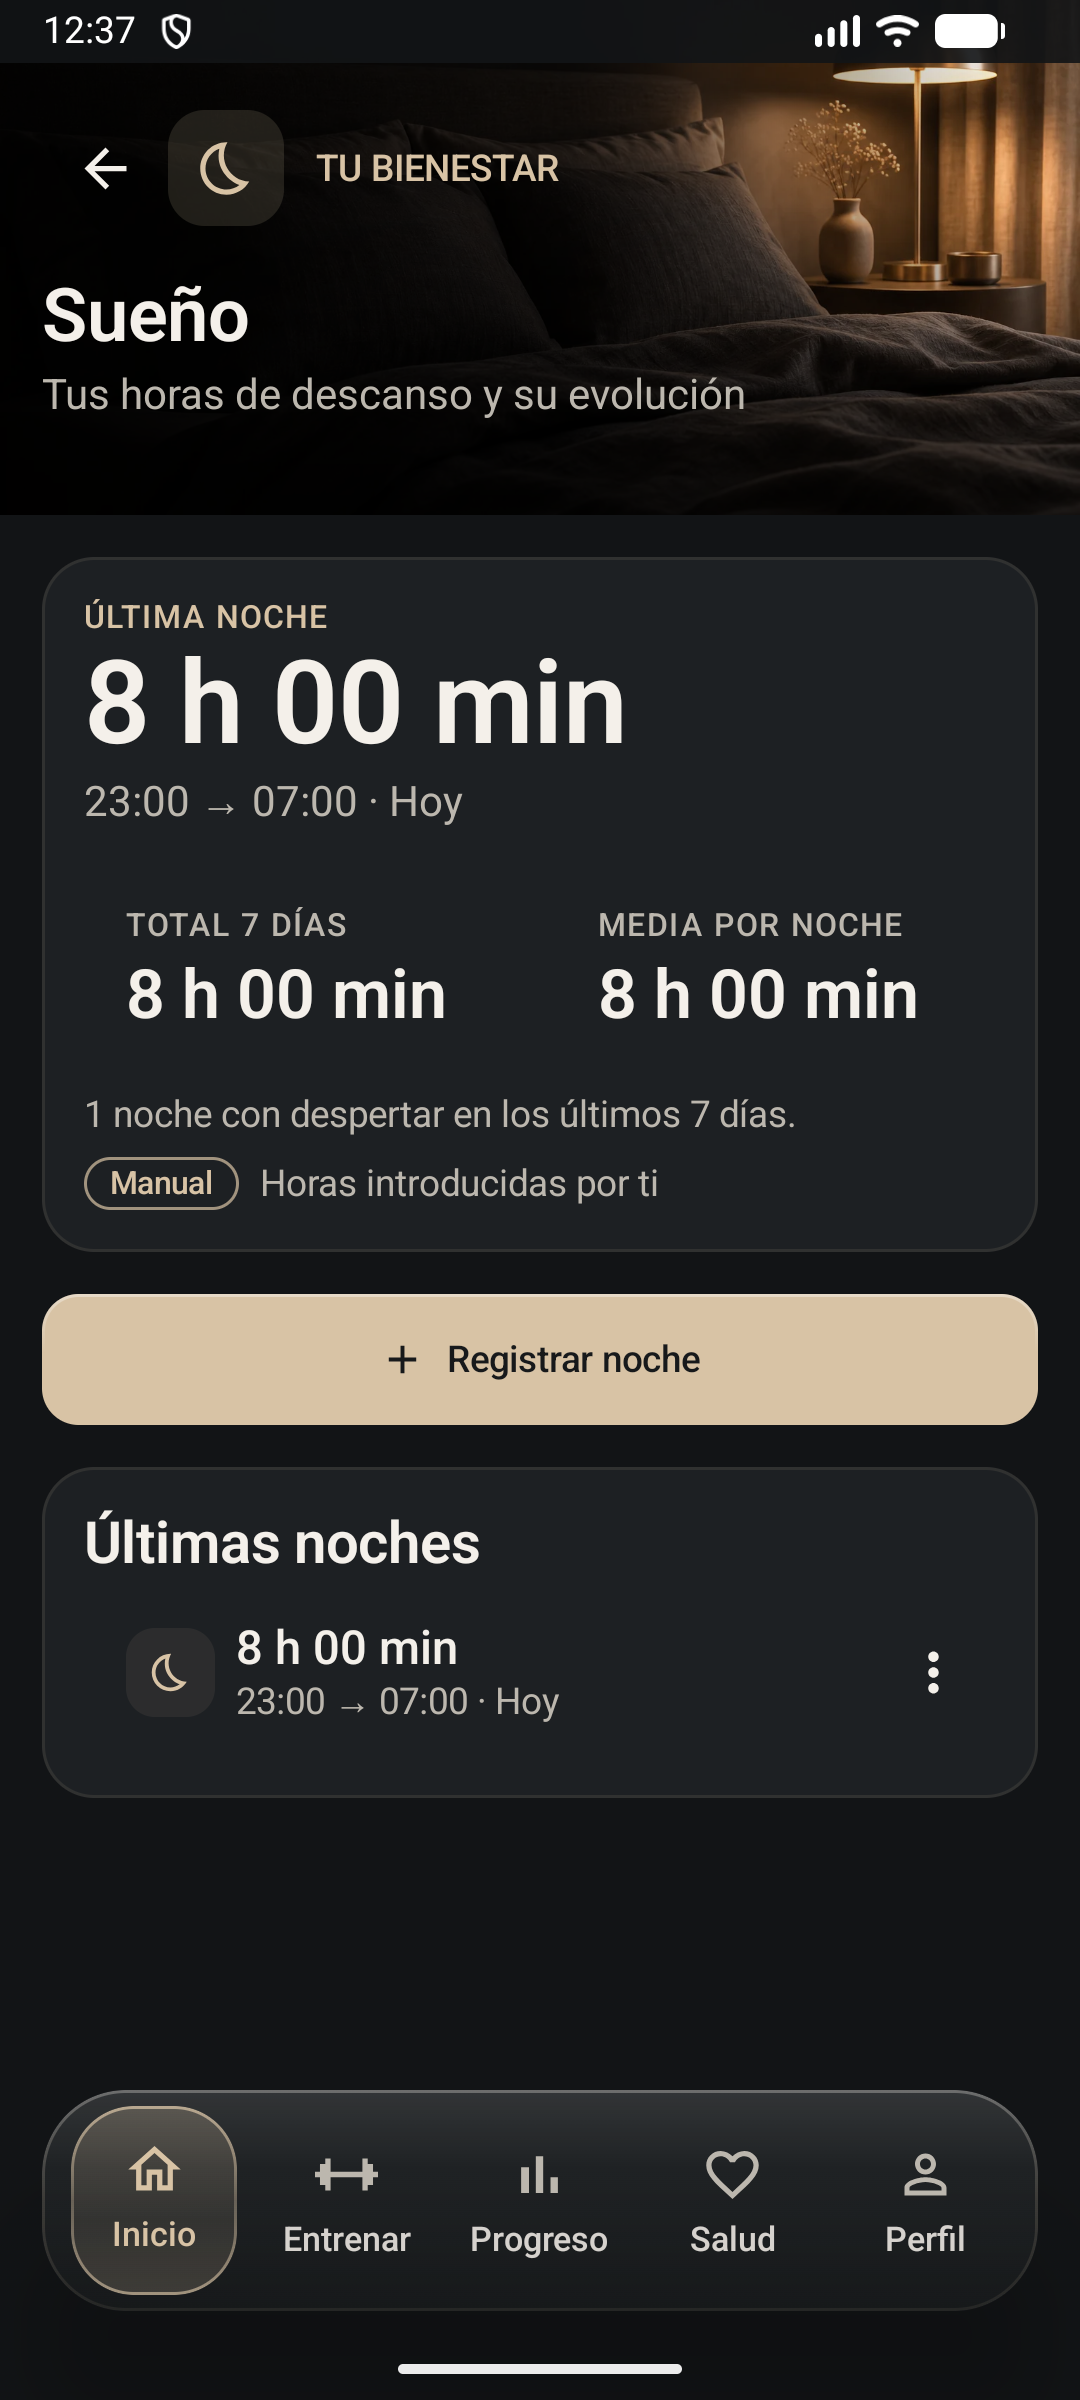 12:37
TU BIENESTAR
Sueño
Tus horas de descanso y su evolución
ÚLTIMA NOCHE
8 h 00 min
23:00 → 07:00 · Hoy
TOTAL 7 DÍAS
8 h 00 min
MEDIA POR NOCHE
8 h 00 min
1 noche con despertar en los últimos 7 días.
Manual Horas introducidas por ti
+ Registrar noche
Últimas noches
8 h 00 min
23:00 → 07:00 · Hoy
Inicio Entrenar Progreso Salud Perfil